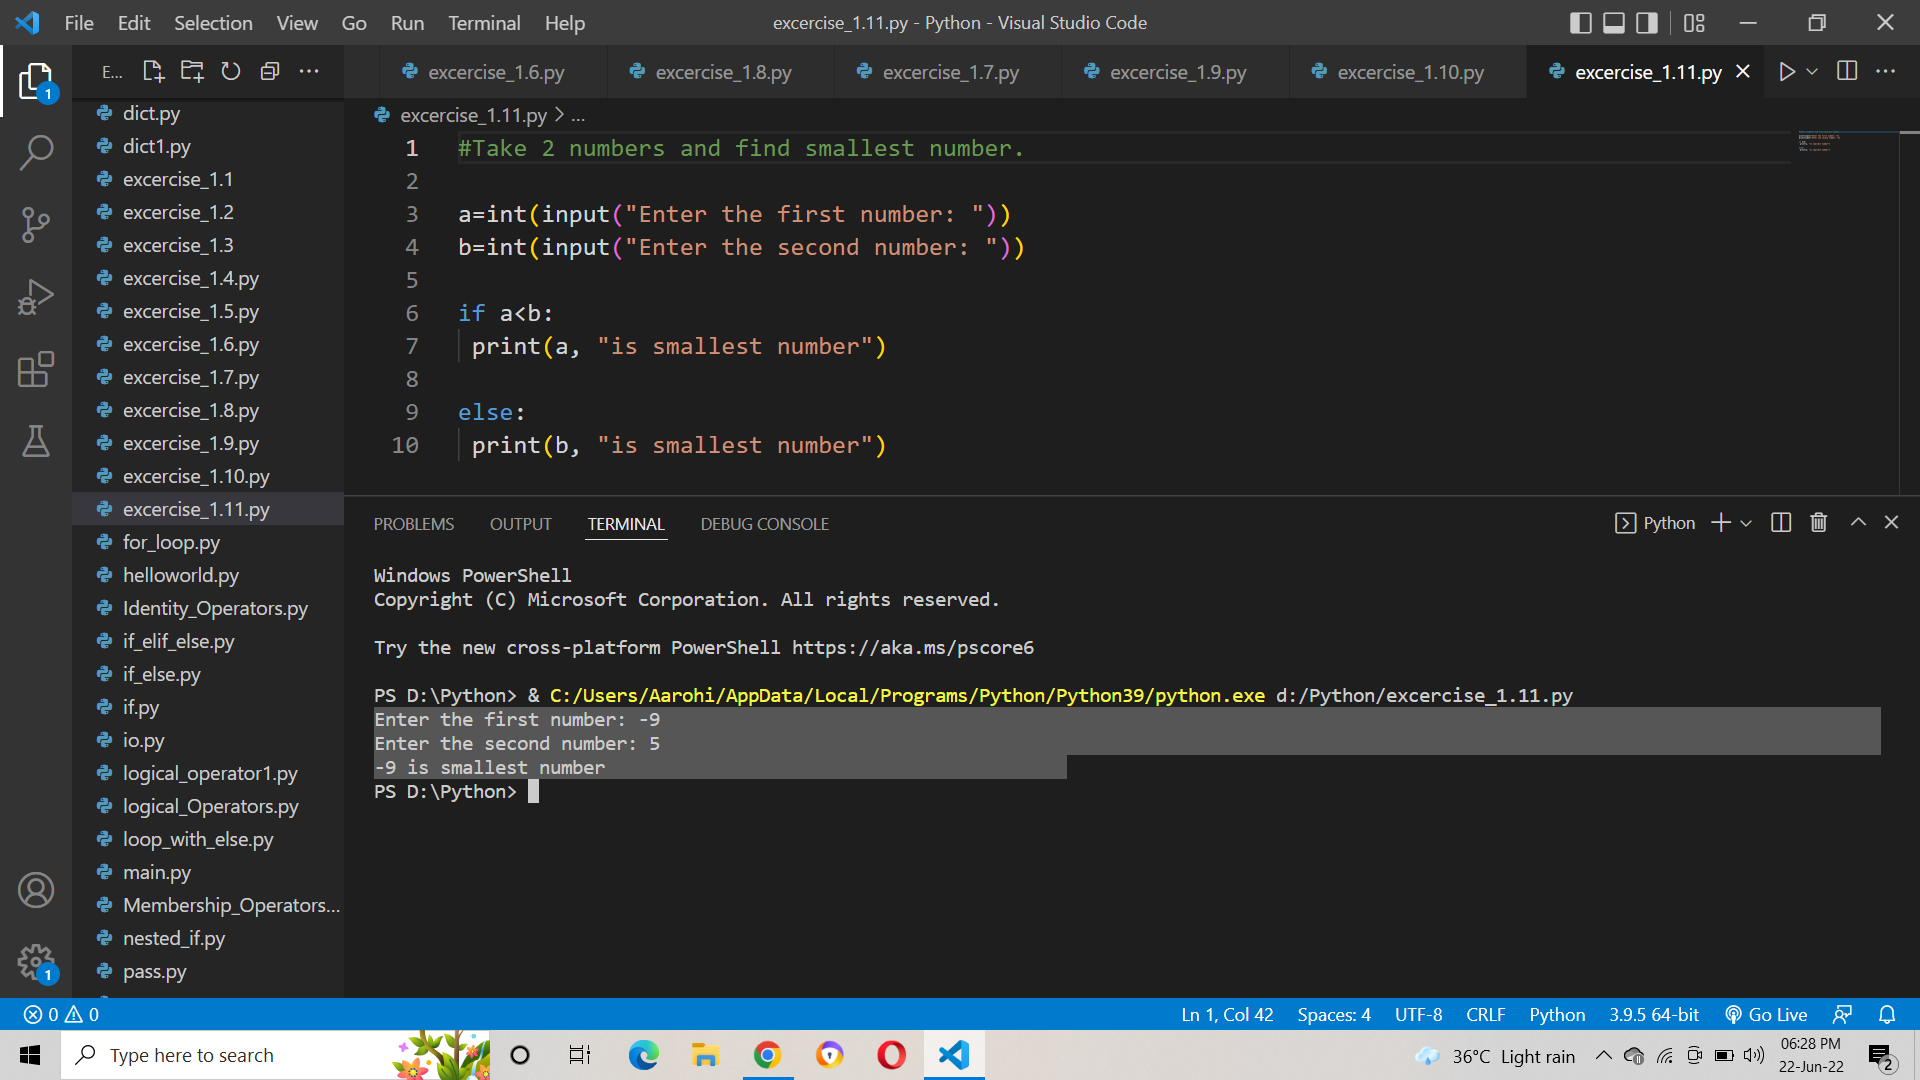 File Edit Selection View Go Run Terminal Help excercise_1.11.py - Python - Visual Studio Code
E... excercise_1.6.py excercise_1.8.py excercise_1.7.py excercise_1.9.py excercise_1.10.py excercise_1.11.py
1
dict.py
dict1.py
excercise_1.1
excercise_1.2
excercise_1.3
excercise_1.4.py
excercise_1.5.py
excercise_1.6.py
excercise_1.7.py
excercise_1.8.py
excercise_1.9.py
excercise_1.10.py
excercise_1.11.py
for_loop.py
helloworld.py
Identity_Operators.py
if_elif_else.py
if_else.py
if.py
io.py
logical_operator1.py
logical_Operators.py
loop_with_else.py
main.py
Membership_Operators...
nested_if.py
pass.py
1
excercise_1.11.py > ...
1 #Take 2 numbers and find smallest number.
2
3 a=int(input("Enter the first number: "))
4 b=int(input("Enter the second number: "))
5
6 if a<b:
7 print(a, "is smallest number")
8
9 else:
10 print(b, "is smallest number")
PROBLEMS OUTPUT TERMINAL DEBUG CONSOLE Python
Windows PowerShell
Copyright (C) Microsoft Corporation. All rights reserved.
Try the new cross-platform PowerShell https://aka.ms/pscore6
PS D:\Python> & C:/Users/Aarohi/AppData/Local/Programs/Python/Python39/python.exe d:/Python/excercise_1.11.py
Enter the first number: -9
Enter the second number: 5
-9 is smallest number
PS D:\Python>
0 0 Ln 1, Col 42 Spaces: 4 UTF-8 CRLF Python 3.9.5 64-bit Go Live
Type here to search 36°C Light rain 06:28 PM
22-Jun-22 2